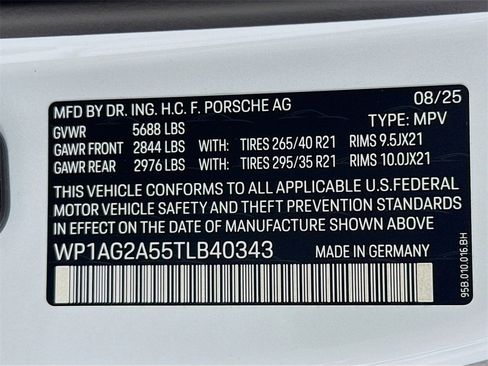 MFD BY DR. ING. H.C. F. PORSCHE AG 08/25
GVWR 5688 LBS TYPE: MPV
GAWR FRONT 2844 LBS WITH: TIRES 265/40 R21 RIMS 9.5JX21
GAWR REAR 2976 LBS WITH: TIRES 295/35 R21 RIMS 10.0JX21
THIS VEHICLE CONFORMS TO ALL APPLICABLE U.S.FEDERAL
MOTOR VEHICLE SAFETY AND THEFT PREVENTION STANDARDS
IN EFFECT ON THE DATE OF MANUFACTURE SHOWN ABOVE
WP1AG2A55TLB40343 MADE IN GERMANY
95B.010.016.BH